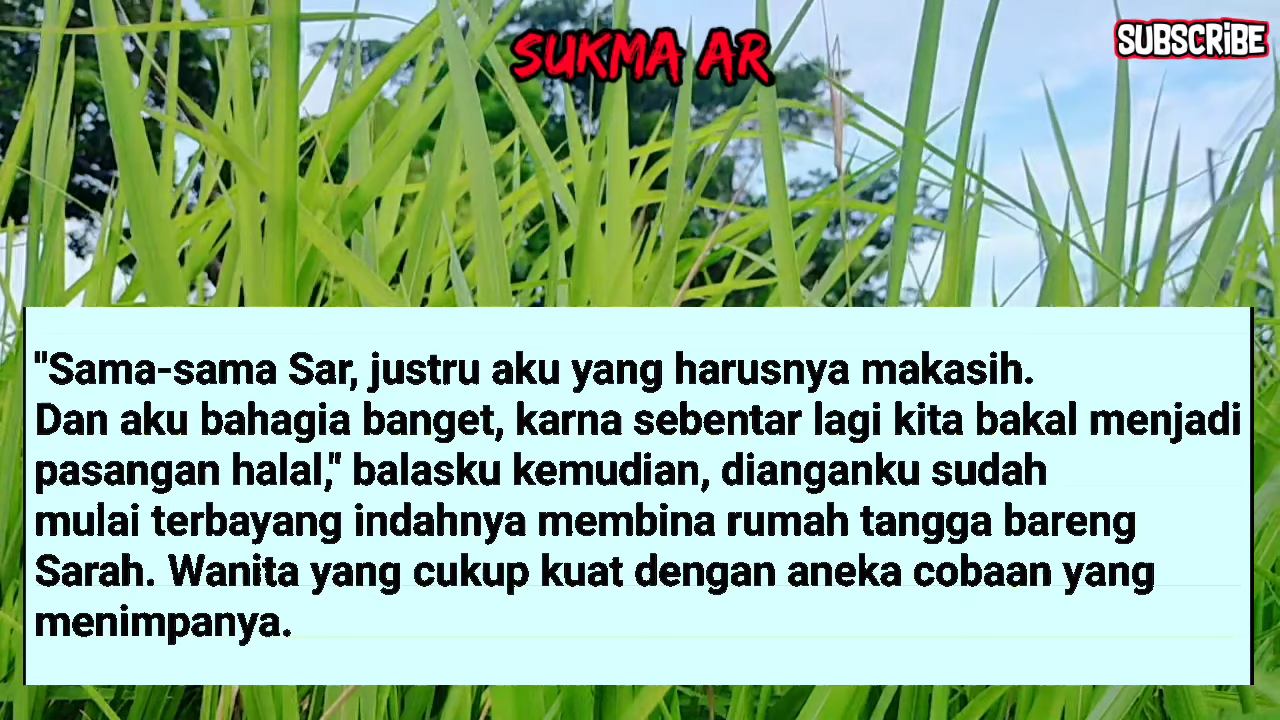 SUKMA AR
SUBSCRiBE
"Sama-sama Sar, justru aku yang harusnya makasih.
Dan aku bahagia banget, karna sebentar lagi kita bakal menjadi
pasangan halal," balasku kemudian, dianganku sudah
mulai terbayang indahnya membina rumah tangga bareng
Sarah. Wanita yang cukup kuat dengan aneka cobaan yang
menimpanya.